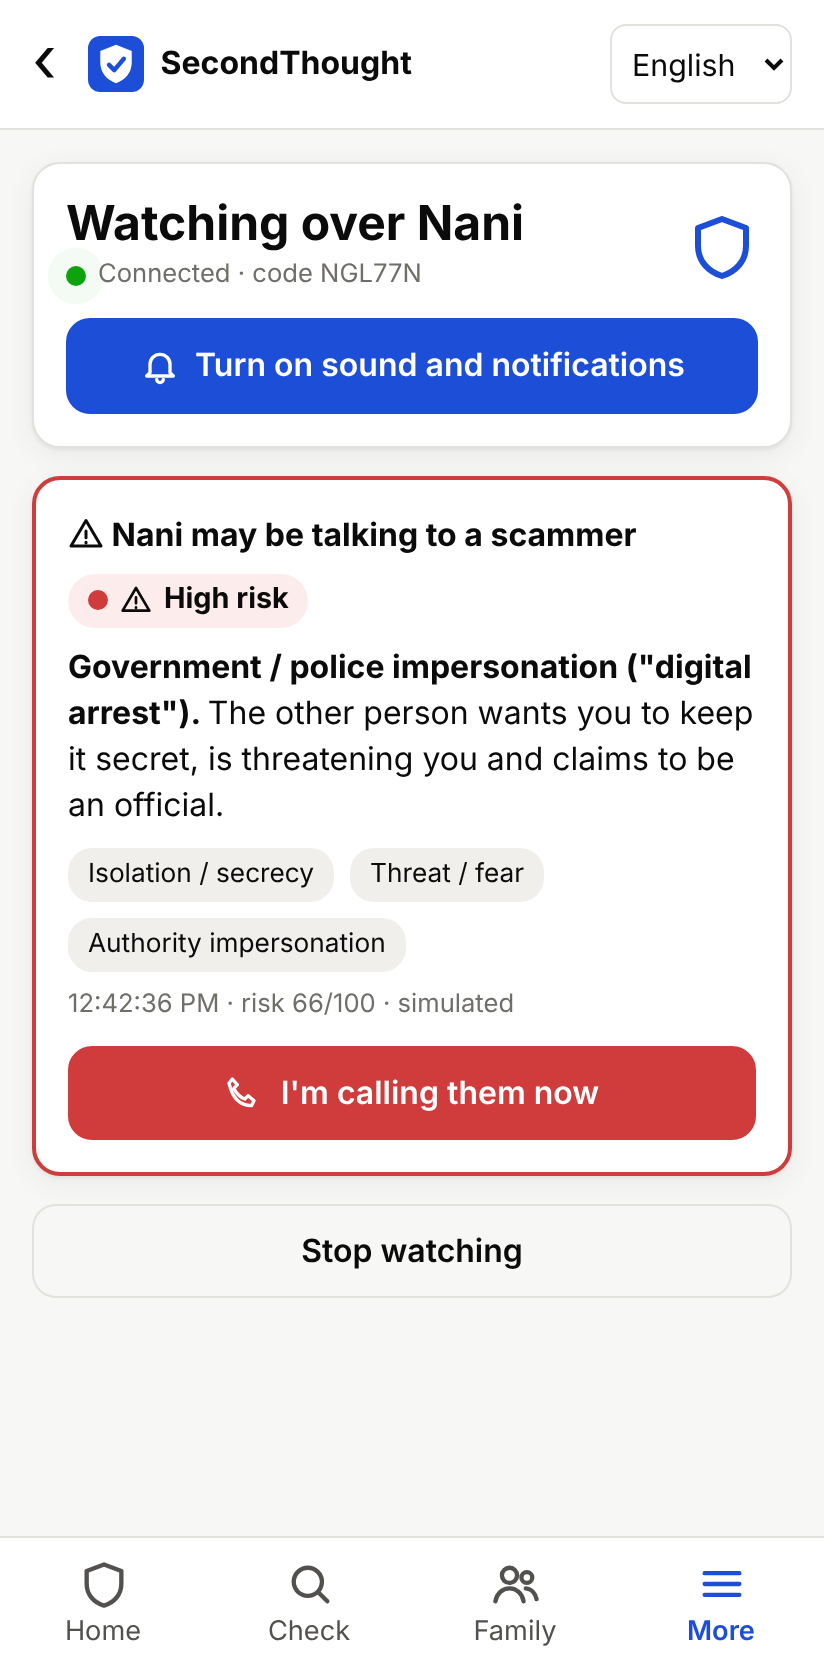 SecondThought
English
Watching over Nani
Connected · code NGL77N
Turn on sound and notifications
Nani may be talking to a scammer
High risk
Government / police impersonation ("digital
arrest"). The other person wants you to keep
it secret, is threatening you and claims to be
an official.
Isolation / secrecy
Threat / fear
Authority impersonation
12:42:36 PM · risk 66/100 · simulated
I'm calling them now
Stop watching
Home
Check
Family
More